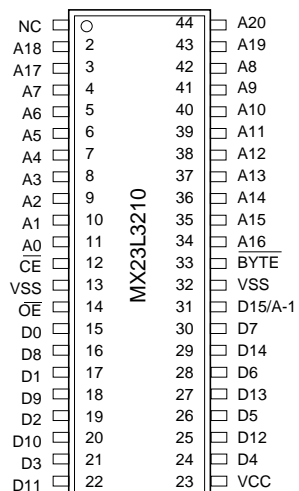 NC 44 A20
A18 2 43 A19
A17 3 42 A8
A7 4 41 A9
A6 5 40 A10
A5 6 39 A11
A4 7 38 A12
A3 8 37 A13
A2 9 36 A14
A1 10 35 A15
A0 11 34 A16
CE 12 33 BYTE
VSS 13 32 VSS
OE 14 31 D15/A-1
D0 15 30 D7
D8 16 29 D14
D1 17 28 D6
D9 18 27 D13
D2 19 26 D5
D10 20 25 D12
D3 21 24 D4
D11 22 23 VCC
MX23L3210